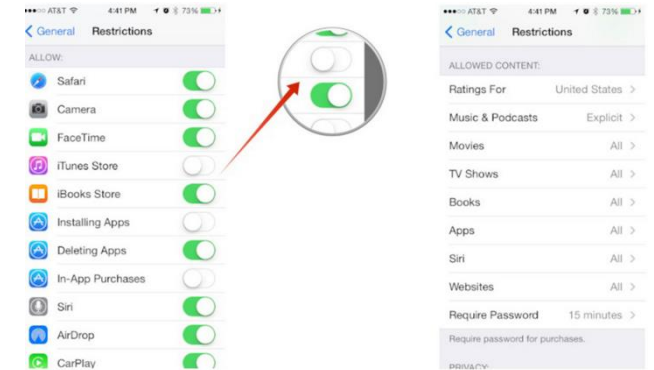 AT&T 4:41 PM 73%
General Restrictions
ALLOW:
Safari
Camera
FaceTime
iTunes Store
iBooks Store
Installing Apps
Deleting Apps
In-App Purchases
Siri
AirDrop
CarPlay
AT&T 4:41 PM 73%
General Restrictions
ALLOWED CONTENT:
Ratings For United States
Music & Podcasts Explicit
Movies All
TV Shows All
Books All
Apps All
Siri All
Websites All
Require Password 15 minutes
Require password for purchases.
PRIVACY: